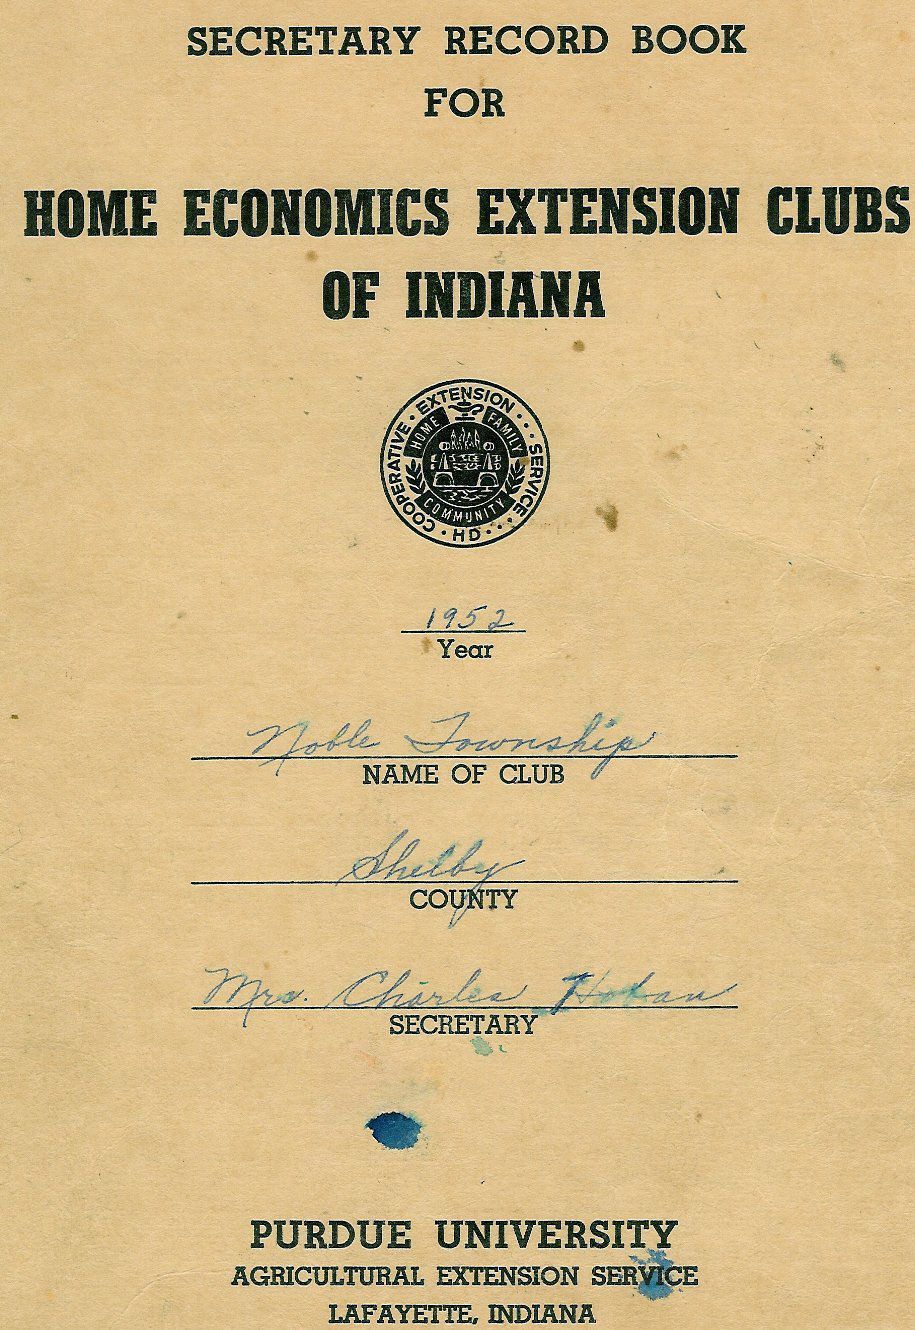 SECRETARY RECORD BOOK
FOR
HOME ECONOMICS EXTENSION CLUBS
OF INDIANA
COOPERATIVE · EXTENSION · · · SERVICE · · · HD ·
HOME FAMILY
COMMUNITY
1952
Year
Noble Township
NAME OF CLUB
Shelby
COUNTY
Mrs. Charles Hoban
SECRETARY
PURDUE UNIVERSITY
AGRICULTURAL EXTENSION SERVICE
LAFAYETTE, INDIANA